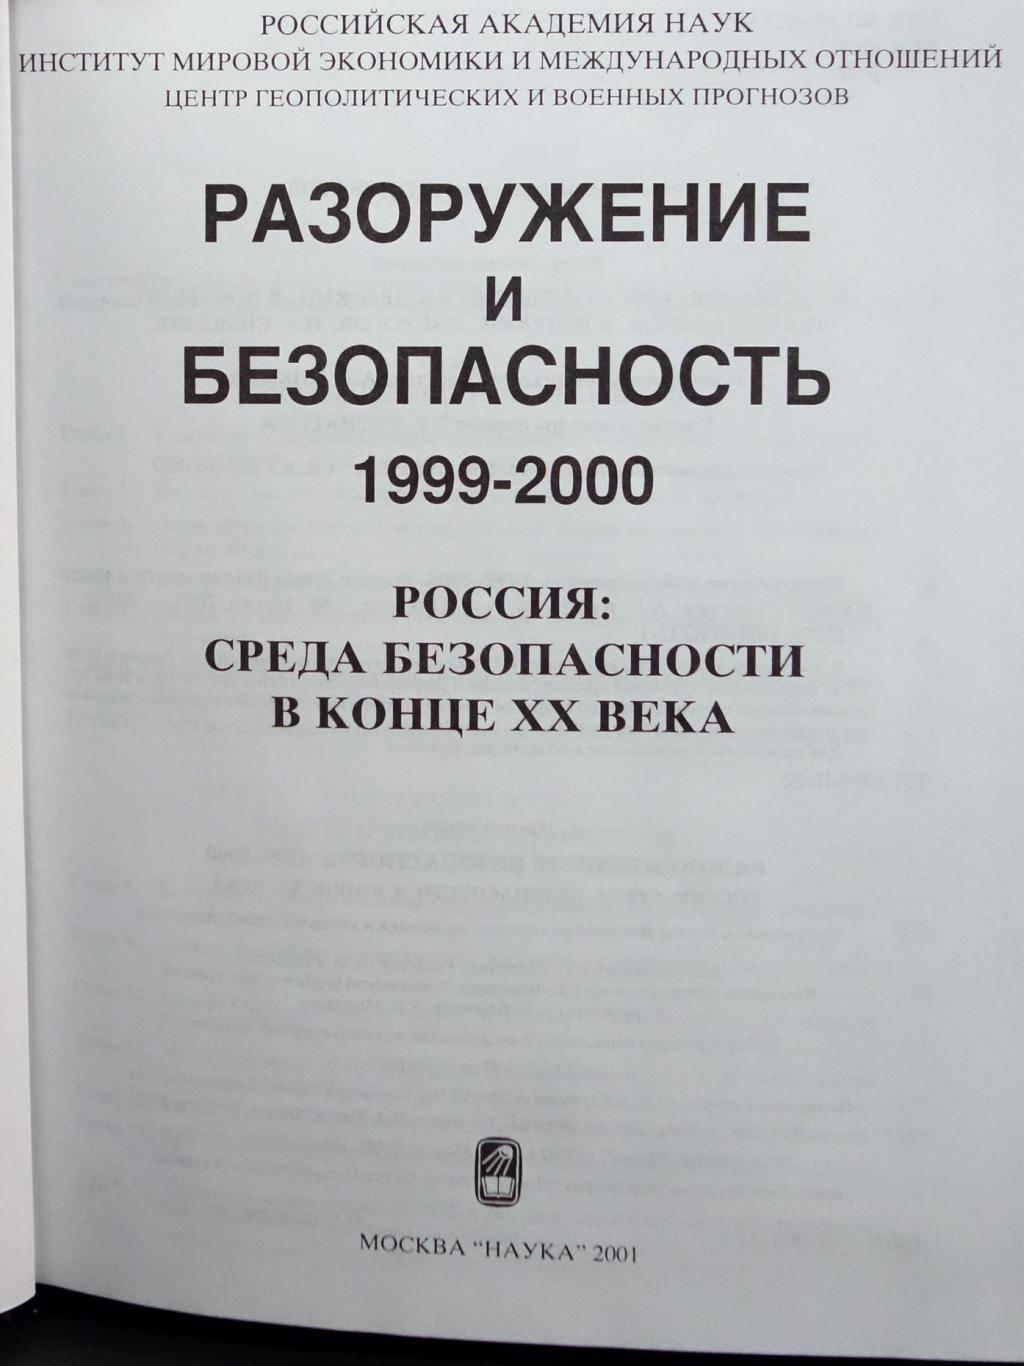 РОССИЙСКАЯ АКАДЕМИЯ НАУК
ИНСТИТУТ МИРОВОЙ ЭКОНОМИКИ И МЕЖДУНАРОДНЫХ ОТНОШЕНИЙ
ЦЕНТР ГЕОПОЛИТИЧЕСКИХ И ВОЕННЫХ ПРОГНОЗОВ
РАЗОРУЖЕНИЕ
И
БЕЗОПАСНОСТЬ
1999-2000
РОССИЯ:
СРЕДА БЕЗОПАСНОСТИ
В КОНЦЕ XX ВЕКА
МОСКВА "НАУКА" 2001